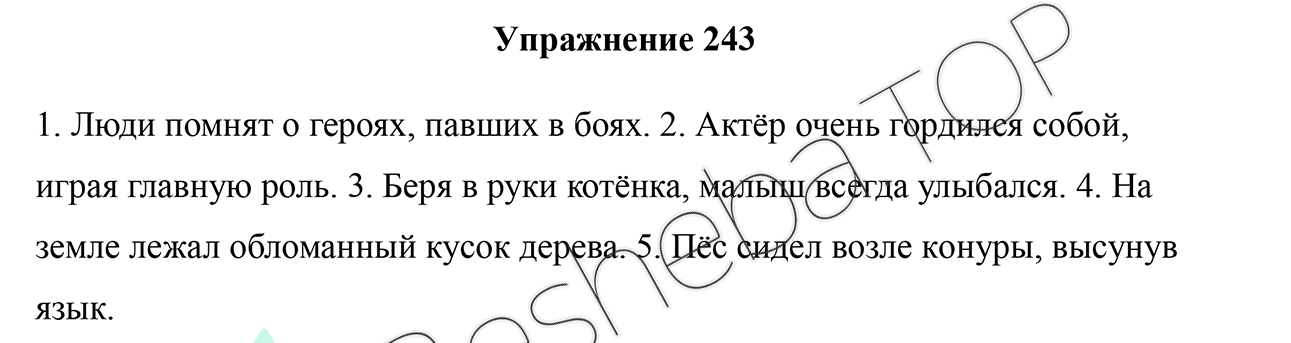 Упражнение 243
1. Люди помнят о героях, павших в боях. 2. Актёр очень гордился собой,
играя главную роль. 3. Беря в руки котёнка, малыш всегда улыбался. 4. На
земле лежал обломанный кусок дерева. 5. Пёс сидел возле конуры, высунув
язык.